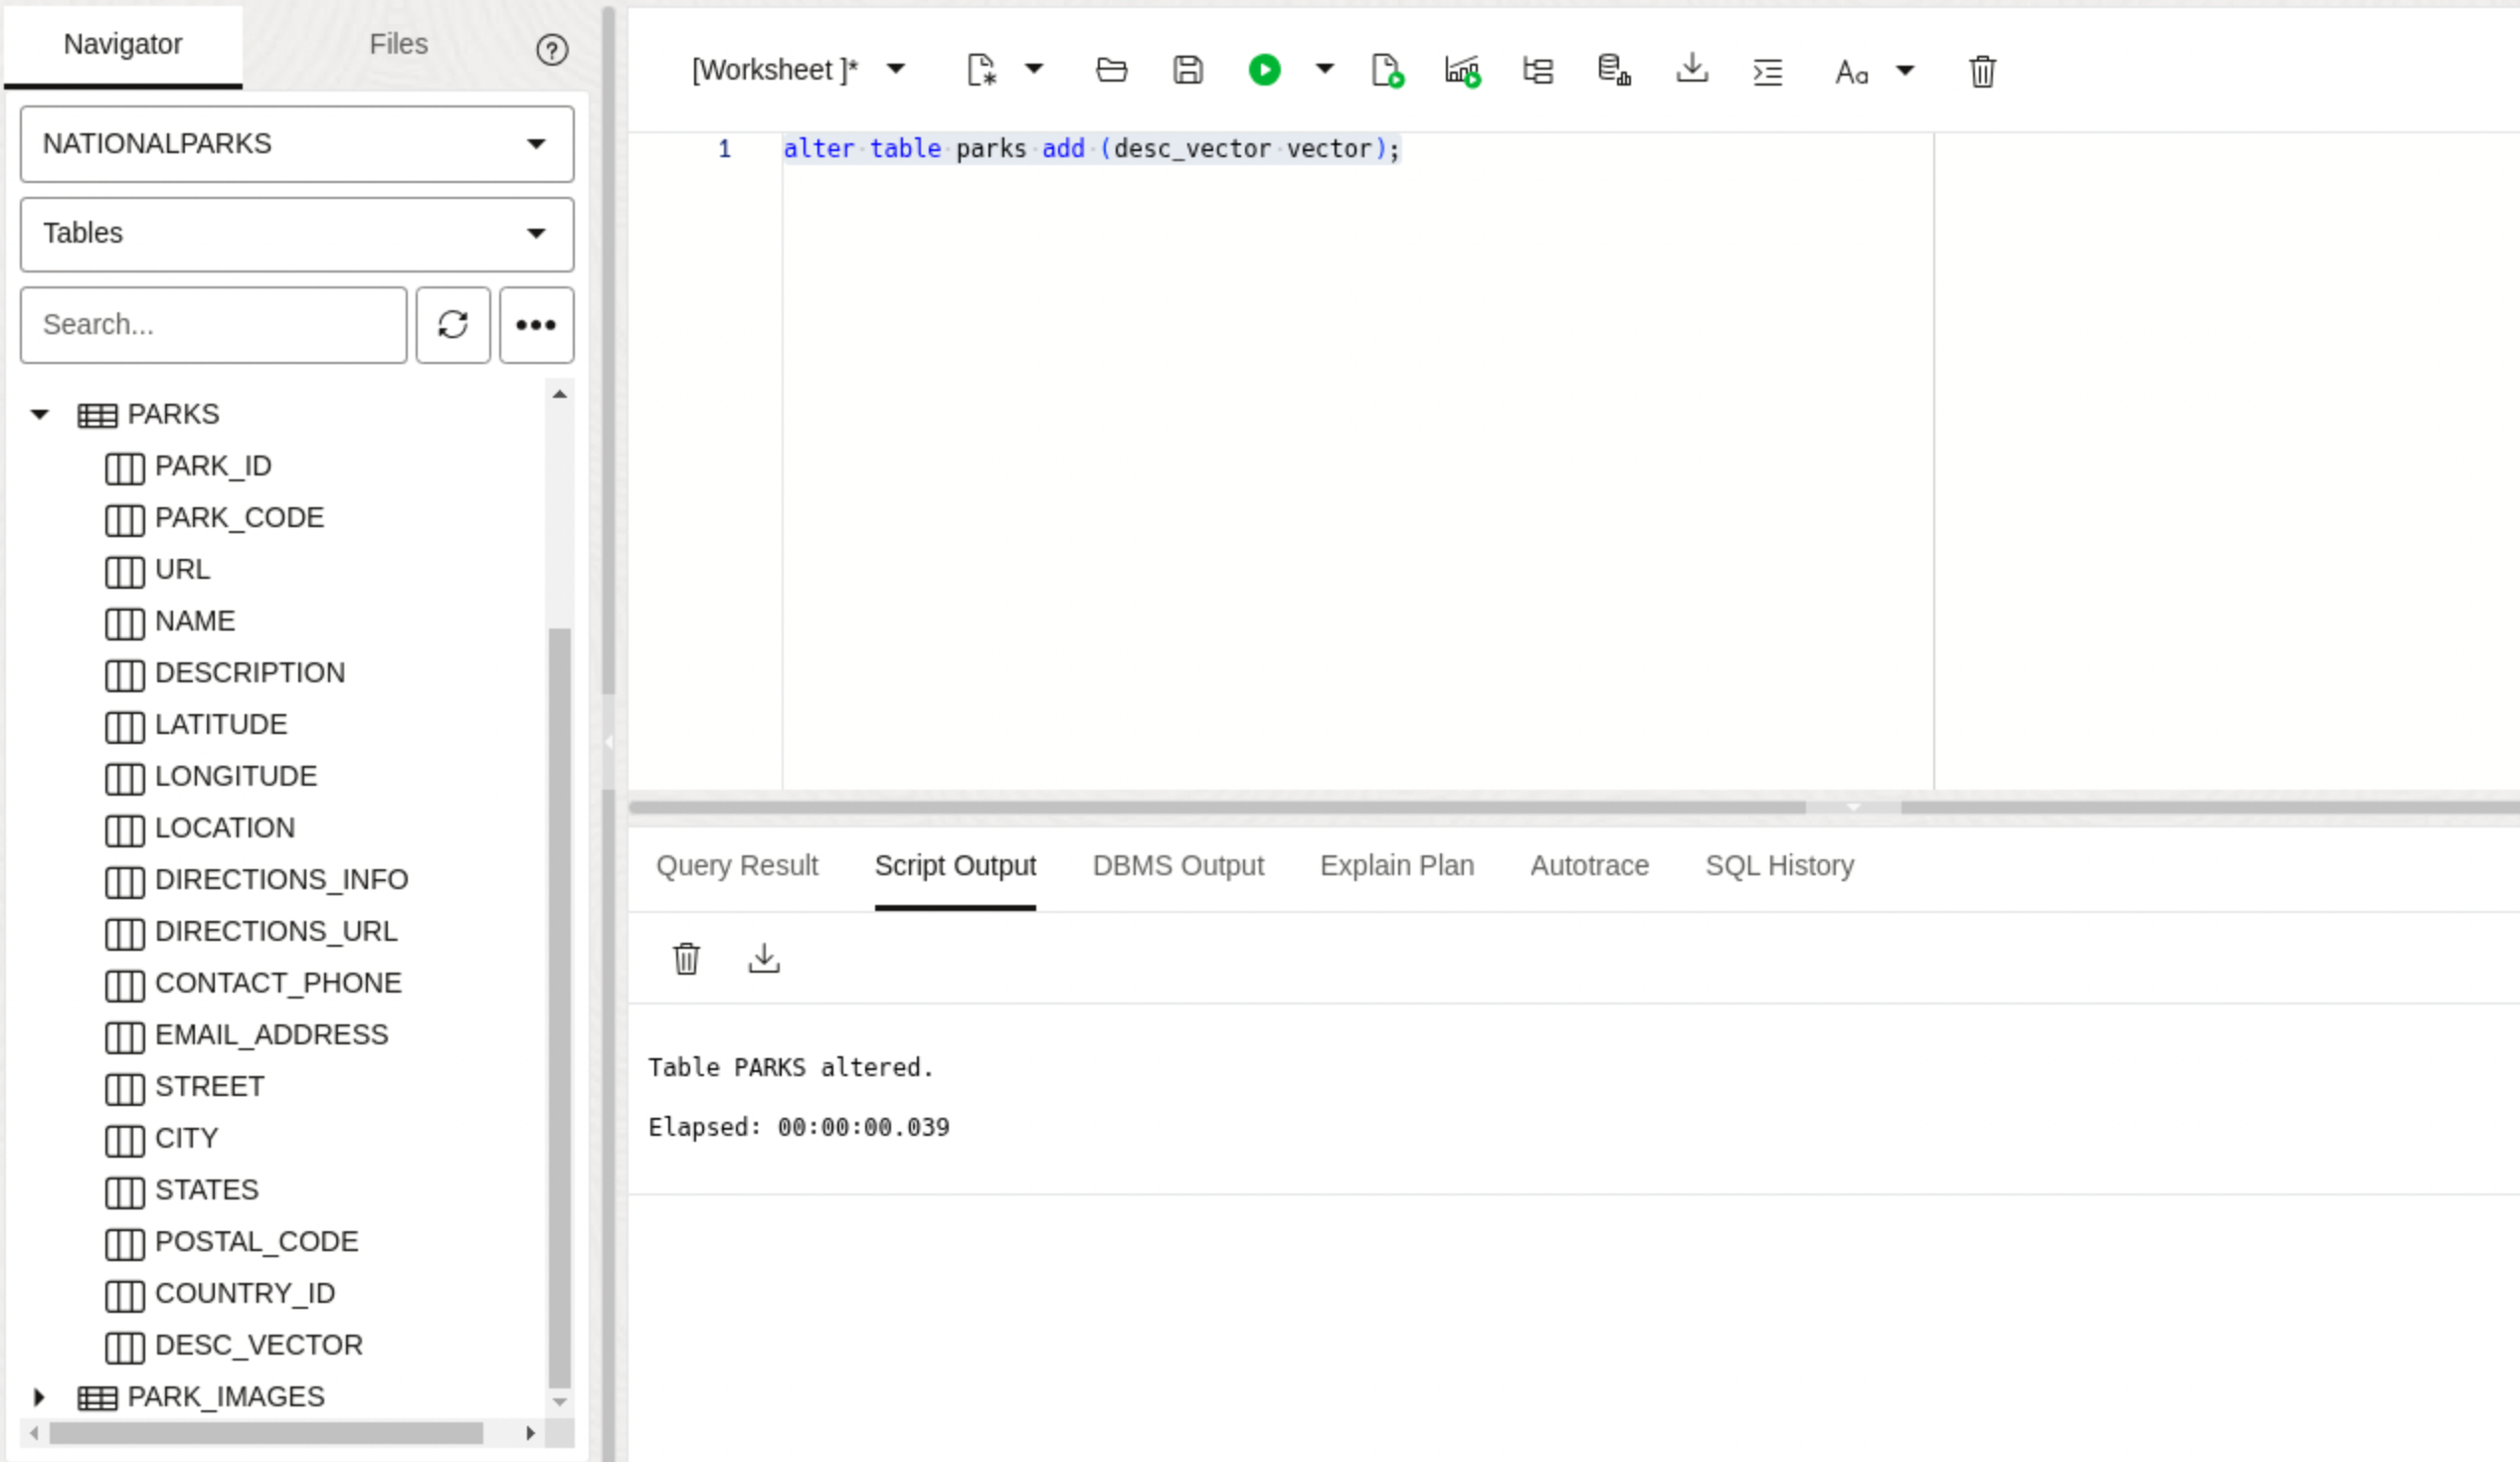 Navigator
Files
NATIONALPARKS
Tables
Search...
PARKS
PARK_ID
PARK_CODE
URL
NAME
DESCRIPTION
LATITUDE
LONGITUDE
LOCATION
DIRECTIONS_INFO
DIRECTIONS_URL
CONTACT_PHONE
EMAIL_ADDRESS
STREET
CITY
STATES
POSTAL_CODE
COUNTRY_ID
DESC_VECTOR
PARK_IMAGES
[Worksheet ]*
Aa
1 alter table parks add (desc_vector vector);
Query Result Script Output DBMS Output Explain Plan Autotrace SQL History
Table PARKS altered.
Elapsed: 00:00:00.039